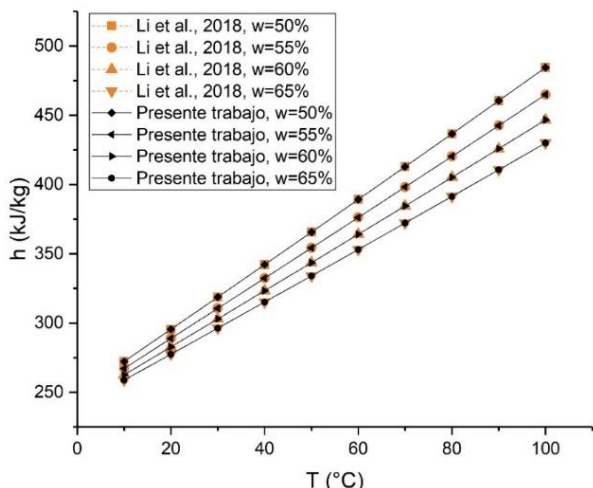 Li et al., 2018, w=50%
Li et al., 2018, w=55%
Li et al., 2018, w=60%
Li et al., 2018, w=65%
Presente trabajo, w=50%
Presente trabajo, w=55%
Presente trabajo, w=60%
Presente trabajo, w=65%
500
450
400
350
300
250
h (kJ/kg)
0 20 40 60 80 100
T (°C)